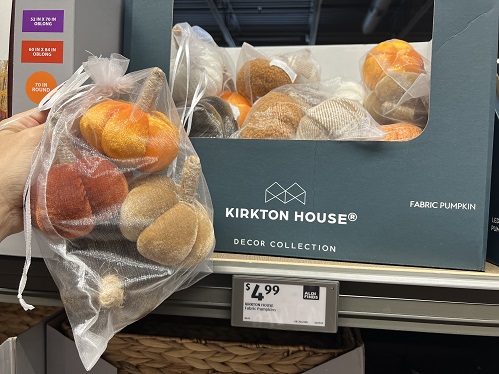 52 IN X 70 IN
OBLONG
60 IN X 84 IN
OBLONG
70 IN
ROUND
KIRKTON HOUSE®
DECOR COLLECTION
FABRIC PUMPKIN
$4.99
KIRKTON HOUSE
Fabric Pumpkins
ALDI
FINDS